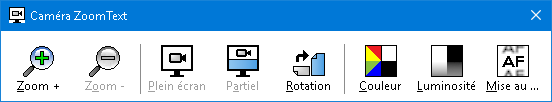 Caméra ZoomText
Zoom + Zoom - Plein écran Partiel Rotation Couleur Luminosité Mise au ...
AF